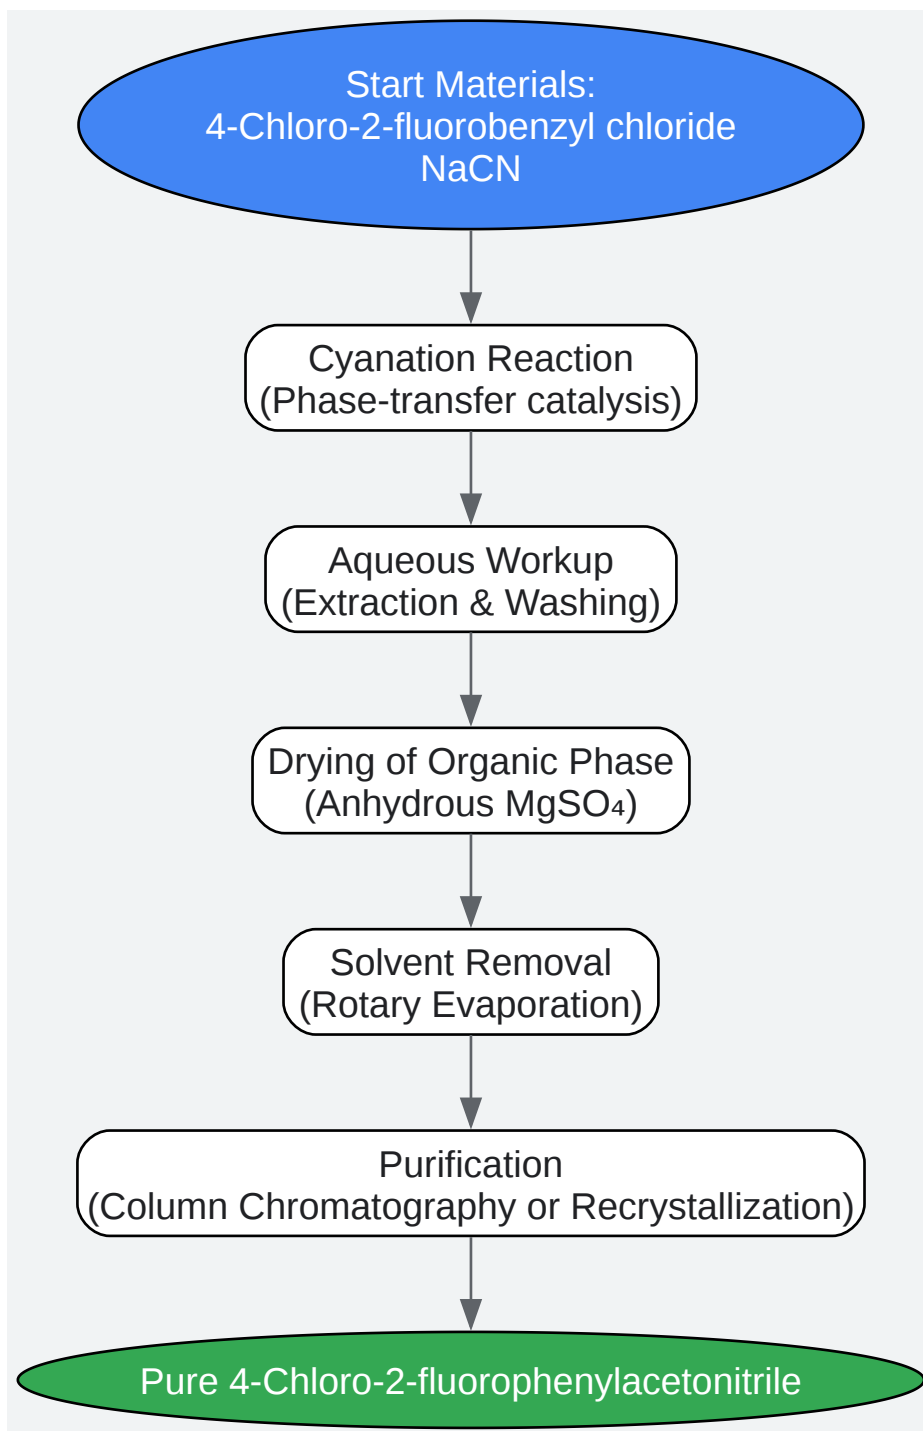 Start Materials:
4-Chloro-2-fluorobenzyl chloride
NaCN
Cyanation Reaction
(Phase-transfer catalysis)
Aqueous Workup
(Extraction & Washing)
Drying of Organic Phase
(Anhydrous MgSO₄)
Solvent Removal
(Rotary Evaporation)
Purification
(Column Chromatography or Recrystallization)
Pure 4-Chloro-2-fluorophenylacetonitrile